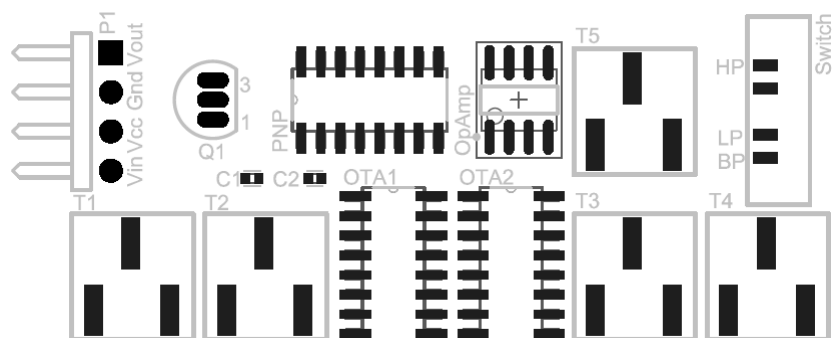 P1
Vout
Gnd
Vcc
Vin
3
1
Q1
PNP
OpAmp
T5
HP
LP
BP
Switch
C1
C2
OTA1
OTA2
T1
T2
T3
T4